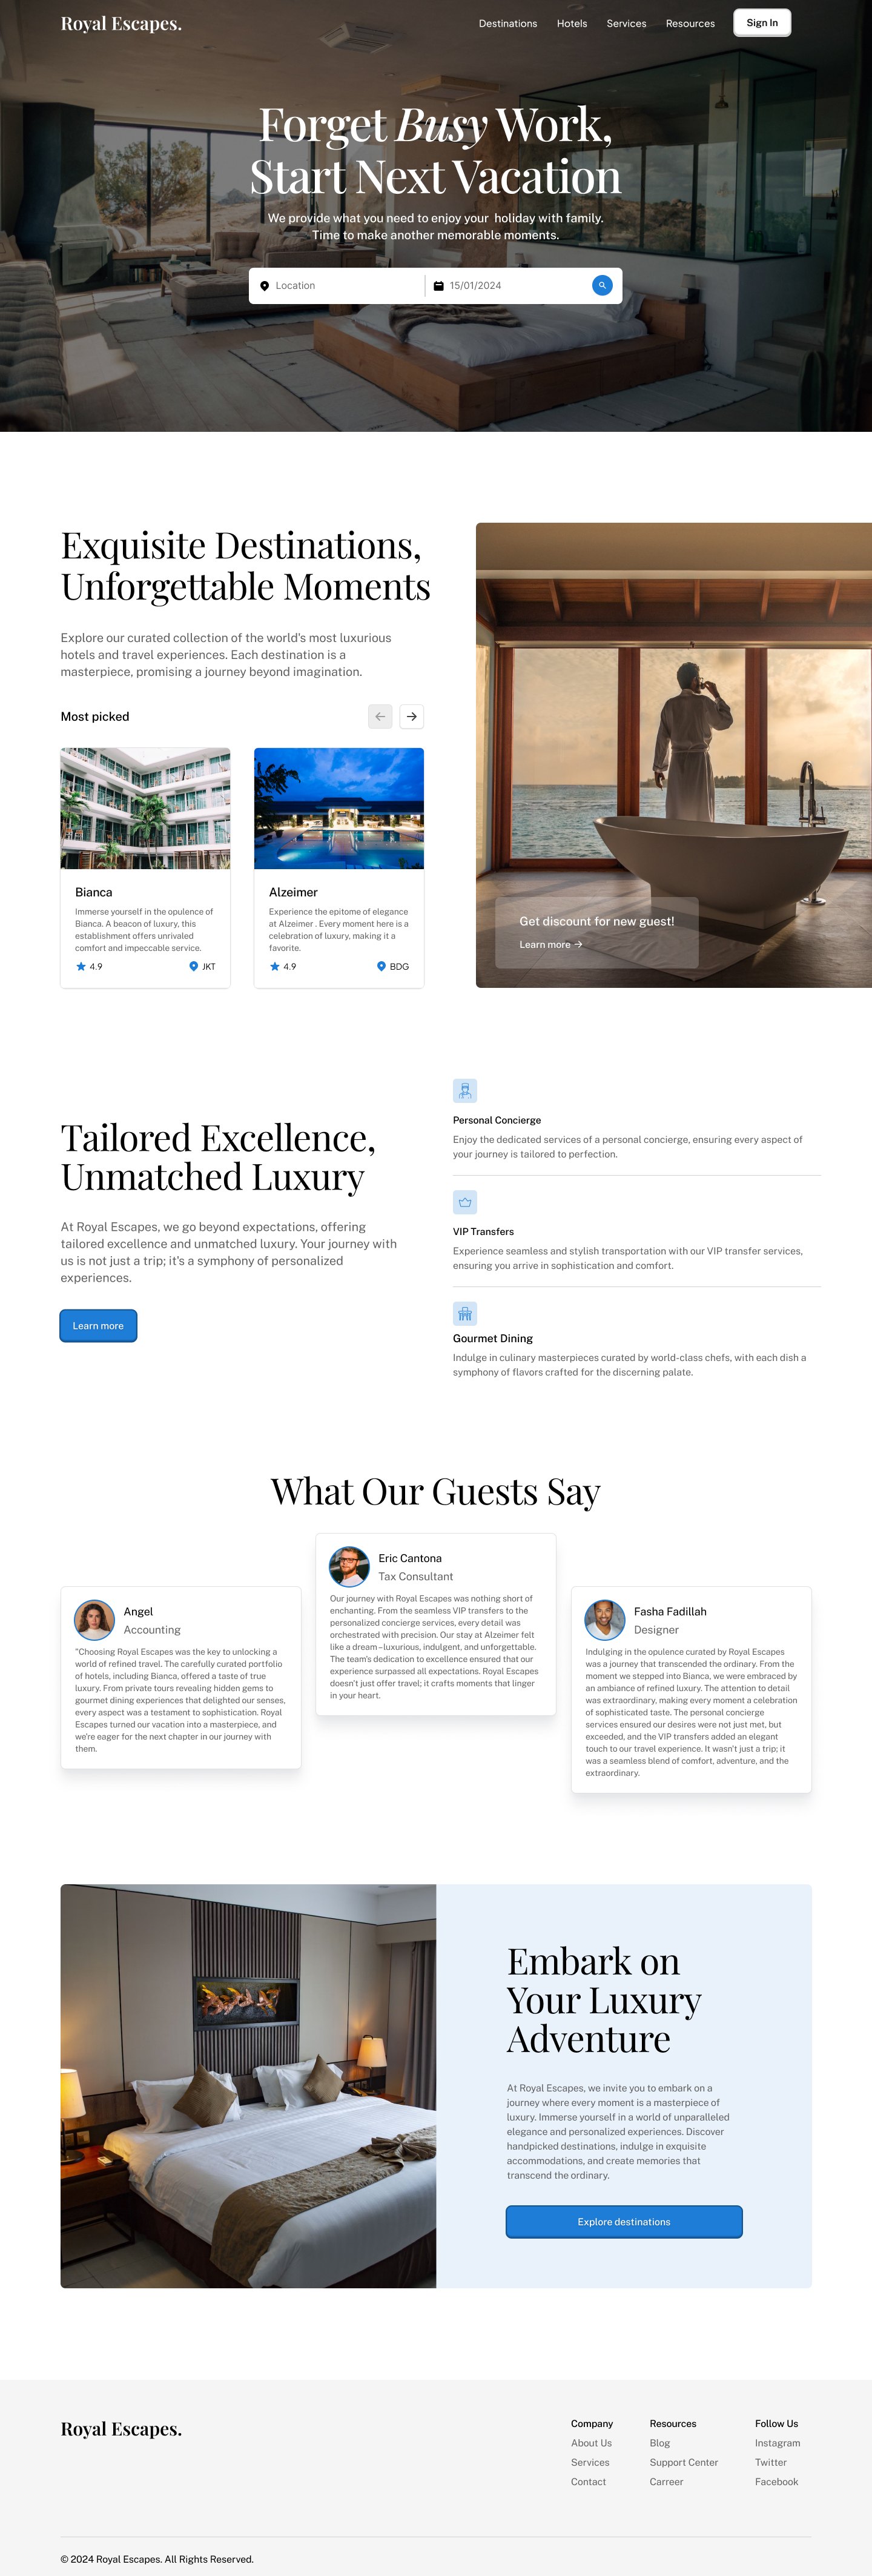 Royal Escapes.
Destinations
Hotels
Services
Resources
Sign In
Forget Busy Work,
Start Next Vacation
We provide what you need to enjoy your  holiday with family.
Time to make another memorable moments.
Location
15/01/2024
Exquisite Destinations,
Unforgettable Moments
Explore our curated collection of the world's most luxurious
hotels and travel experiences. Each destination is a
masterpiece, promising a journey beyond imagination.
Most picked
Bianca
Immerse yourself in the opulence of
Bianca. A beacon of luxury, this
establishment offers unrivaled
comfort and impeccable service.
4.9
JKT
Alzeimer
Experience the epitome of elegance
at Alzeimer . Every moment here is a
celebration of luxury, making it a
favorite.
4.9
BDG
Get discount for new guest!
Learn more
Tailored Excellence,
Unmatched Luxury
At Royal Escapes, we go beyond expectations, offering
tailored excellence and unmatched luxury. Your journey with
us is not just a trip; it's a symphony of personalized
experiences.
Learn more
Personal Concierge
Enjoy the dedicated services of a personal concierge, ensuring every aspect of
your journey is tailored to perfection.
VIP Transfers
Experience seamless and stylish transportation with our VIP transfer services,
ensuring you arrive in sophistication and comfort.
Gourmet Dining
Indulge in culinary masterpieces curated by world-class chefs, with each dish a
symphony of flavors crafted for the discerning palate.
What Our Guests Say
Angel
Accounting
"Choosing Royal Escapes was the key to unlocking a
world of refined travel. The carefully curated portfolio
of hotels, including Bianca, offered a taste of true
luxury. From private tours revealing hidden gems to
gourmet dining experiences that delighted our senses,
every aspect was a testament to sophistication. Royal
Escapes turned our vacation into a masterpiece, and
we're eager for the next chapter in our journey with
them.
Eric Cantona
Tax Consultant
Our journey with Royal Escapes was nothing short of
enchanting. From the seamless VIP transfers to the
personalized concierge services, every detail was
orchestrated with precision. Our stay at Alzeimer felt
like a dream – luxurious, indulgent, and unforgettable.
The team's dedication to excellence ensured that our
experience surpassed all expectations. Royal Escapes
doesn't just offer travel; it crafts moments that linger
in your heart.
Fasha Fadillah
Designer
Indulging in the opulence curated by Royal Escapes
was a journey that transcended the ordinary. From the
moment we stepped into Bianca, we were embraced by
an ambiance of refined luxury. The attention to detail
was extraordinary, making every moment a celebration
of sophisticated taste. The personal concierge
services ensured our desires were not just met, but
exceeded, and the VIP transfers added an elegant
touch to our travel experience. It wasn't just a trip; it
was a seamless blend of comfort, adventure, and the
extraordinary.
Embark on
Your Luxury
Adventure
At Royal Escapes, we invite you to embark on a
journey where every moment is a masterpiece of
luxury. Immerse yourself in a world of unparalleled
elegance and personalized experiences. Discover
handpicked destinations, indulge in exquisite
accommodations, and create memories that
transcend the ordinary.
Explore destinations
Royal Escapes.
Company
About Us
Services
Contact
Resources
Blog
Support Center
Carreer
Follow Us
Instagram
Twitter
Facebook
© 2024 Royal Escapes. All Rights Reserved.